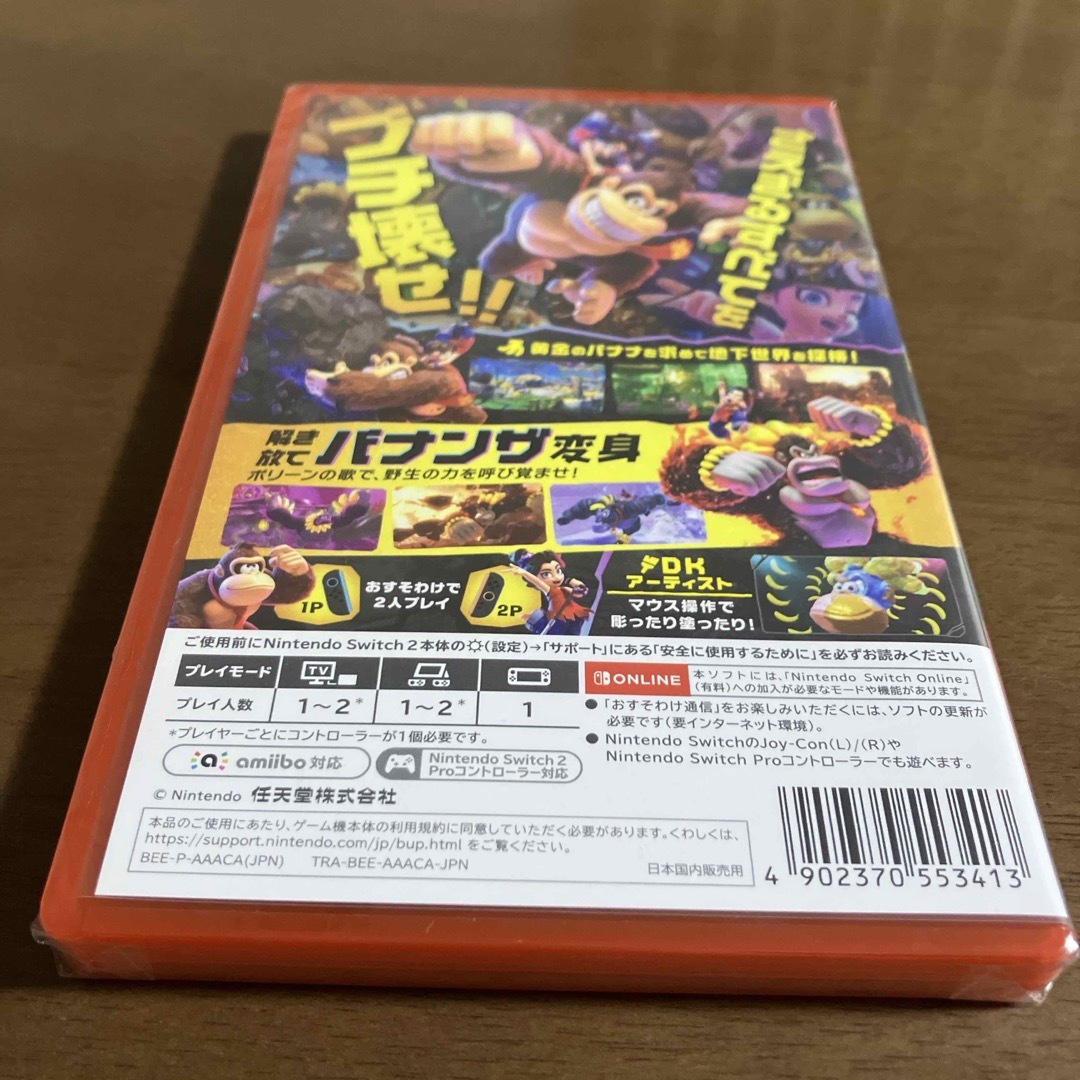 ブチ壊せ!!
黄金のバナナを求めて地下世界を探検!
解き放て バナンザ変身
ポリーンの歌で、野生の力を呼び覚ませ!
1P
おすそわけで
2人プレイ
2P
DK
アーティスト
マウス操作で
彫ったり塗ったり!
ご使用前にNintendo Switch 2本体の(設定)→「サポート」にある「安全に使用するために」を必ずお読みください。
プレイモード TV
プレイ人数 1~2* 1~2* 1
*プレイヤーごとにコントローラーが1個必要です。
amiibo 対応
Nintendo Switch 2
Proコントローラー対応
ONLINE
本ソフトには、「Nintendo Switch Online」
(有料)への加入が必要なモードや機能があります。
●「おすそわけ通信」をお楽しみいただくには、ソフトの更新が
必要です(要インターネット環境)。
● Nintendo SwitchのJoy-Con(L)/(R)や
Nintendo Switch Proコントローラーでも遊べます。
© Nintendo 任天堂株式会社
本品のご使用にあたり、ゲーム機本体の利用規約に同意していただく必要があります。くわしくは、
https://support.nintendo.com/jp/bup.html をご覧ください。
BEE-P-AAACA(JPN) TRA-BEE-AAACA-JPN
日本国内販売用
4 902370 553413